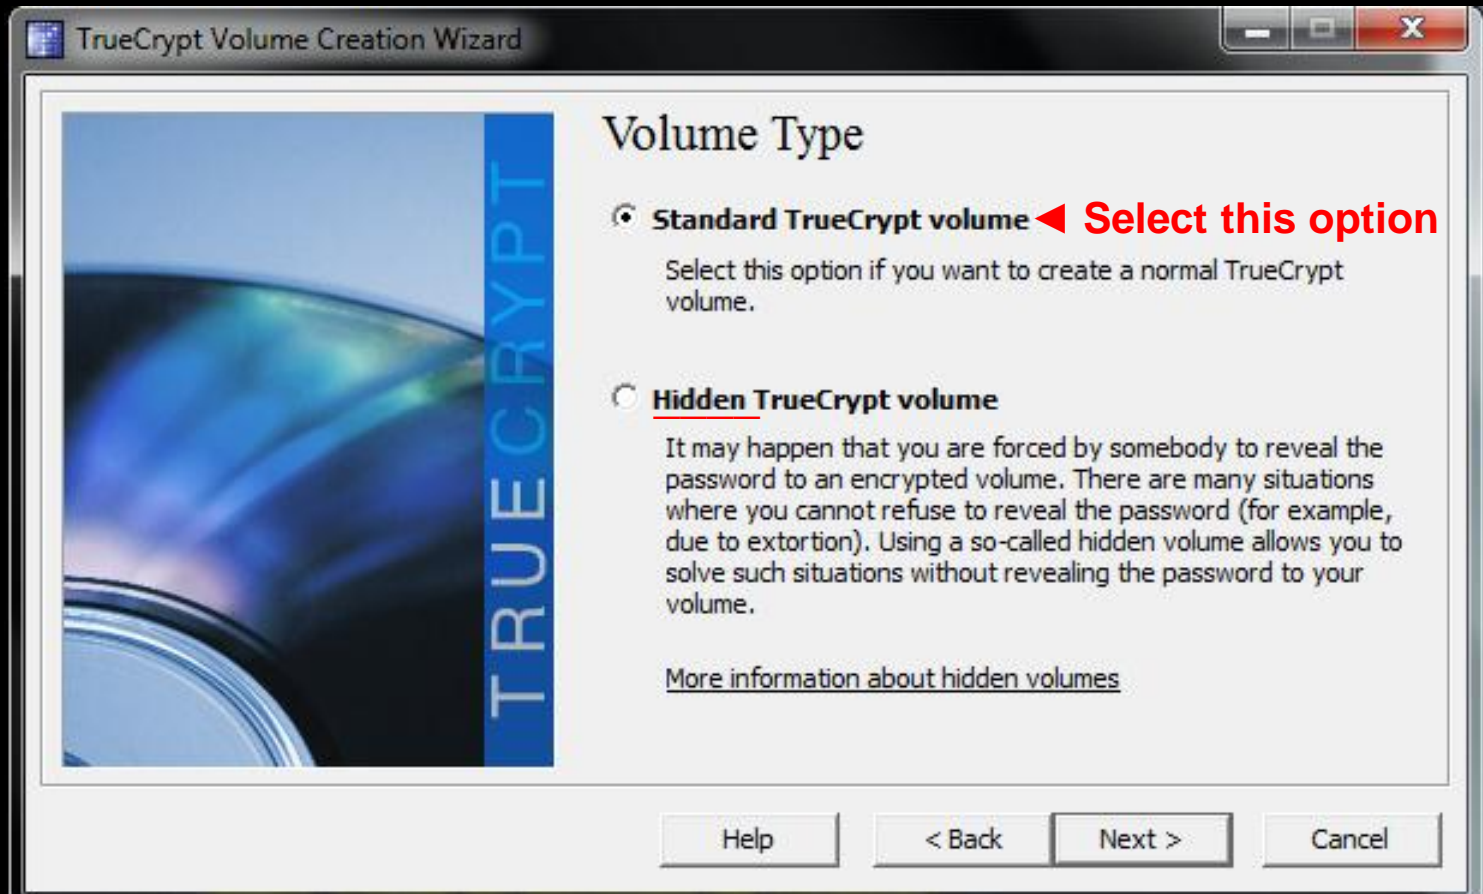 TrueCrypt Volume Creation Wizard
TRUECRYPT
Volume Type
Standard TrueCrypt volume ◄ Select this option
Select this option if you want to create a normal TrueCrypt
volume.
Hidden TrueCrypt volume
It may happen that you are forced by somebody to reveal the
password to an encrypted volume. There are many situations
where you cannot refuse to reveal the password (for example,
due to extortion). Using a so-called hidden volume allows you to
solve such situations without revealing the password to your
volume.
More information about hidden volumes
Help < Back Next > Cancel